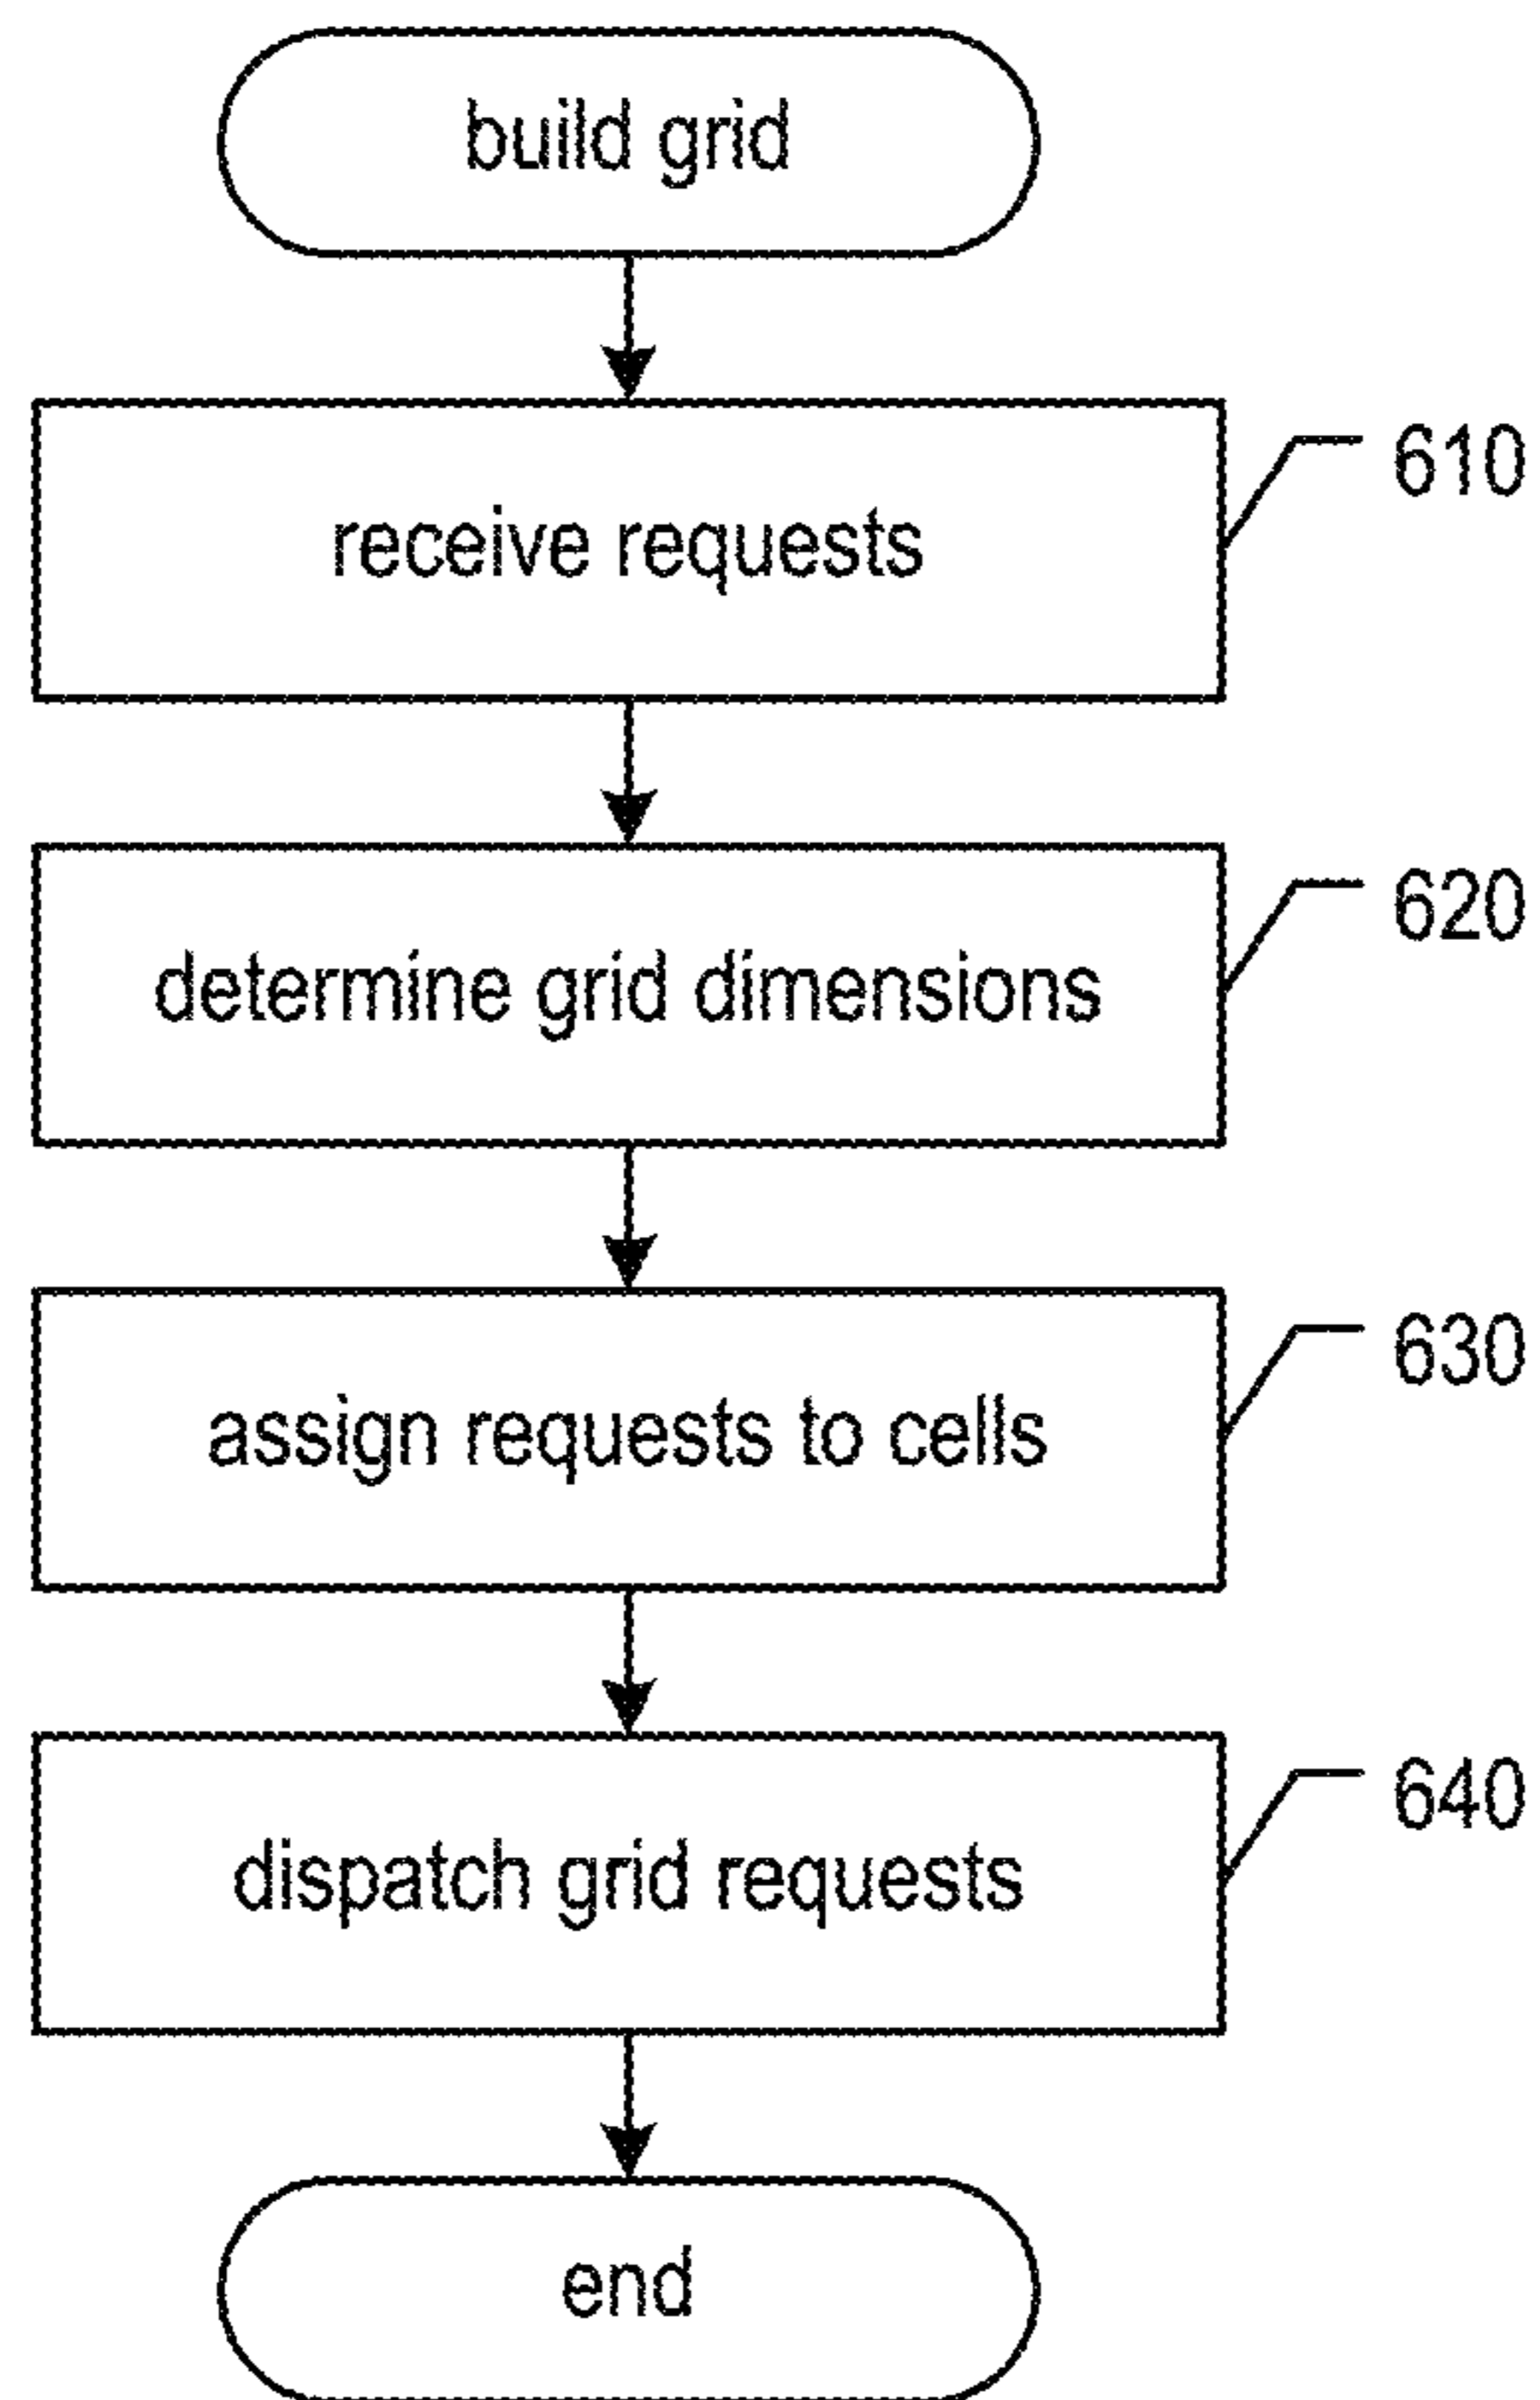 build grid
receive requests
610
determine grid dimensions
620
assign requests to cells
630
dispatch grid requests
640
end